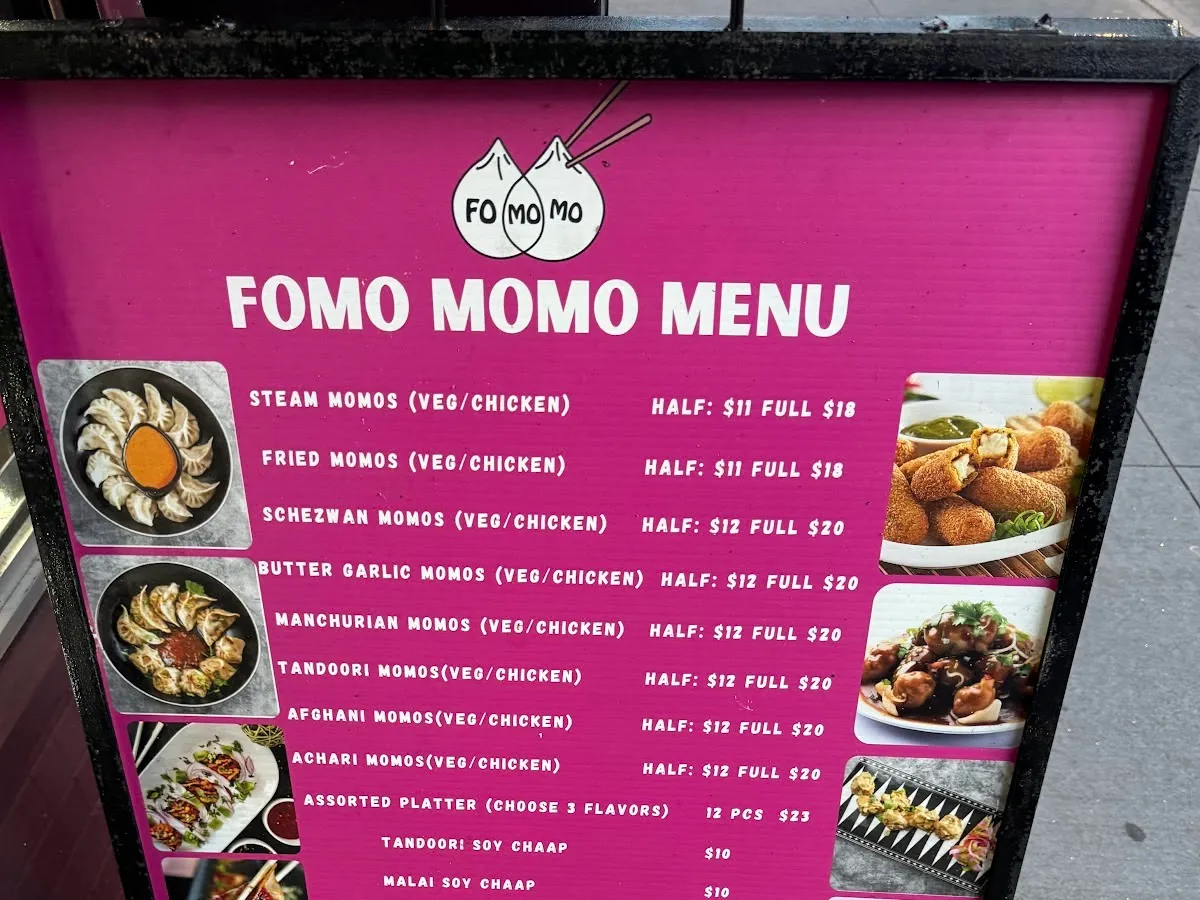 FO MO MO
FOMO MOMO MENU
STEAM MOMOS (VEG/CHICKEN) HALF: $11 FULL $18
FRIED MOMOS (VEG/CHICKEN) HALF: $11 FULL $18
SCHEZWAN MOMOS (VEG/CHICKEN) HALF: $12 FULL $20
BUTTER GARLIC MOMOS (VEG/CHICKEN) HALF: $12 FULL $20
MANCHURIAN MOMOS (VEG/CHICKEN) HALF: $12 FULL $20
TANDOORI MOMOS(VEG/CHICKEN) HALF: $12 FULL $20
AFGHANI MOMOS(VEG/CHICKEN) HALF: $12 FULL $20
ACHARI MOMOS(VEG/CHICKEN) HALF: $12 FULL $20
ASSORTED PLATTER (CHOOSE 3 FLAVORS) 12 PCS $23
TANDOORI SOY CHAAP $10
MALAI SOY CHAAP $10